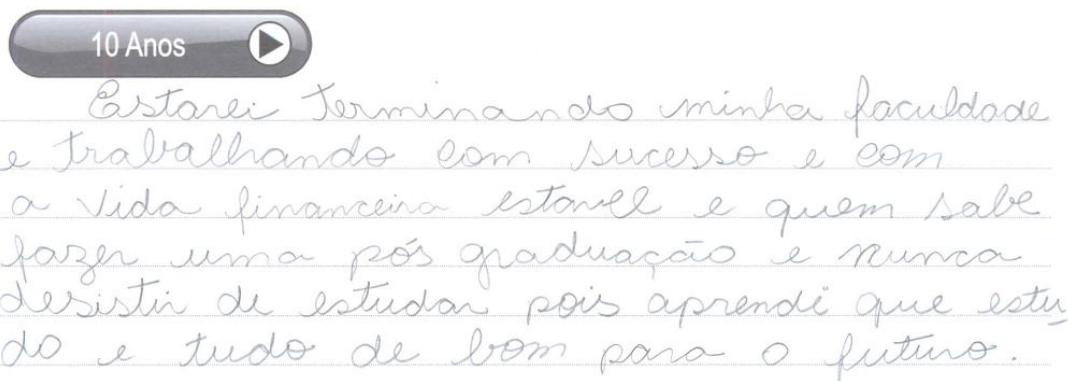 10 Anos
Estarei terminando minha faculdade
e trabalhando com sucesso e com
a vida financeira estavel e quem sabe
fazer uma pós graduação e nunca
desistir de estudar pois aprendi que estu
do e tudo de bom para o futuro.